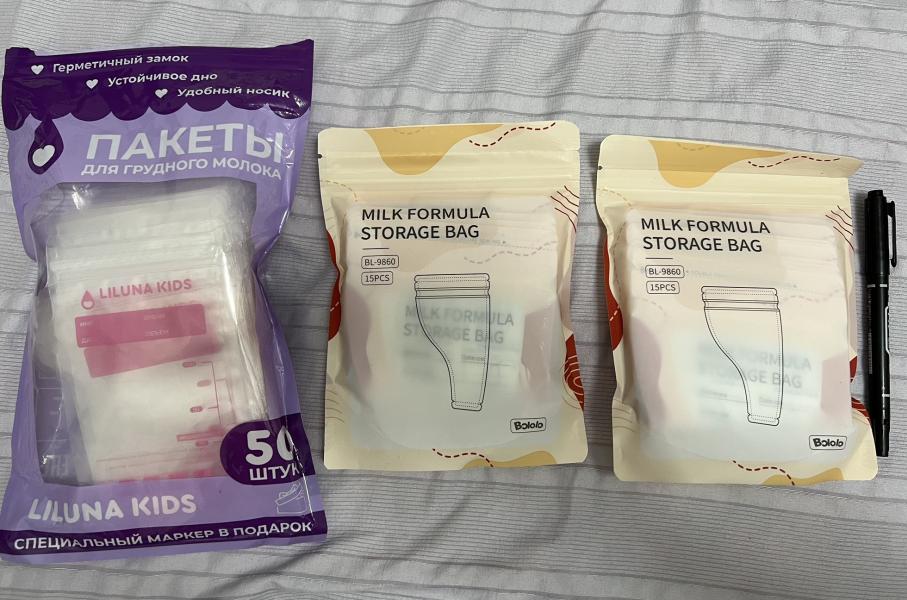 Герметичный замок
Устойчивое дно
Удобный носик
ПАКЕТЫ
ДЛЯ ГРУДНОГО МОЛОКА
LILUNA KIDS
50
ШТУК
LILUNA KIDS
СПЕЦИАЛЬНЫЙ МАРКЕР В ПОДАРОК
MILK FORMULA
STORAGE BAG
BL-9860
15PCS
MILK FORMULA
STORAGE BAG
Bololo
MILK FORMULA
STORAGE BAG
BL-9860
15PCS
MILK FORMULA
STORAGE BAG
Bololo